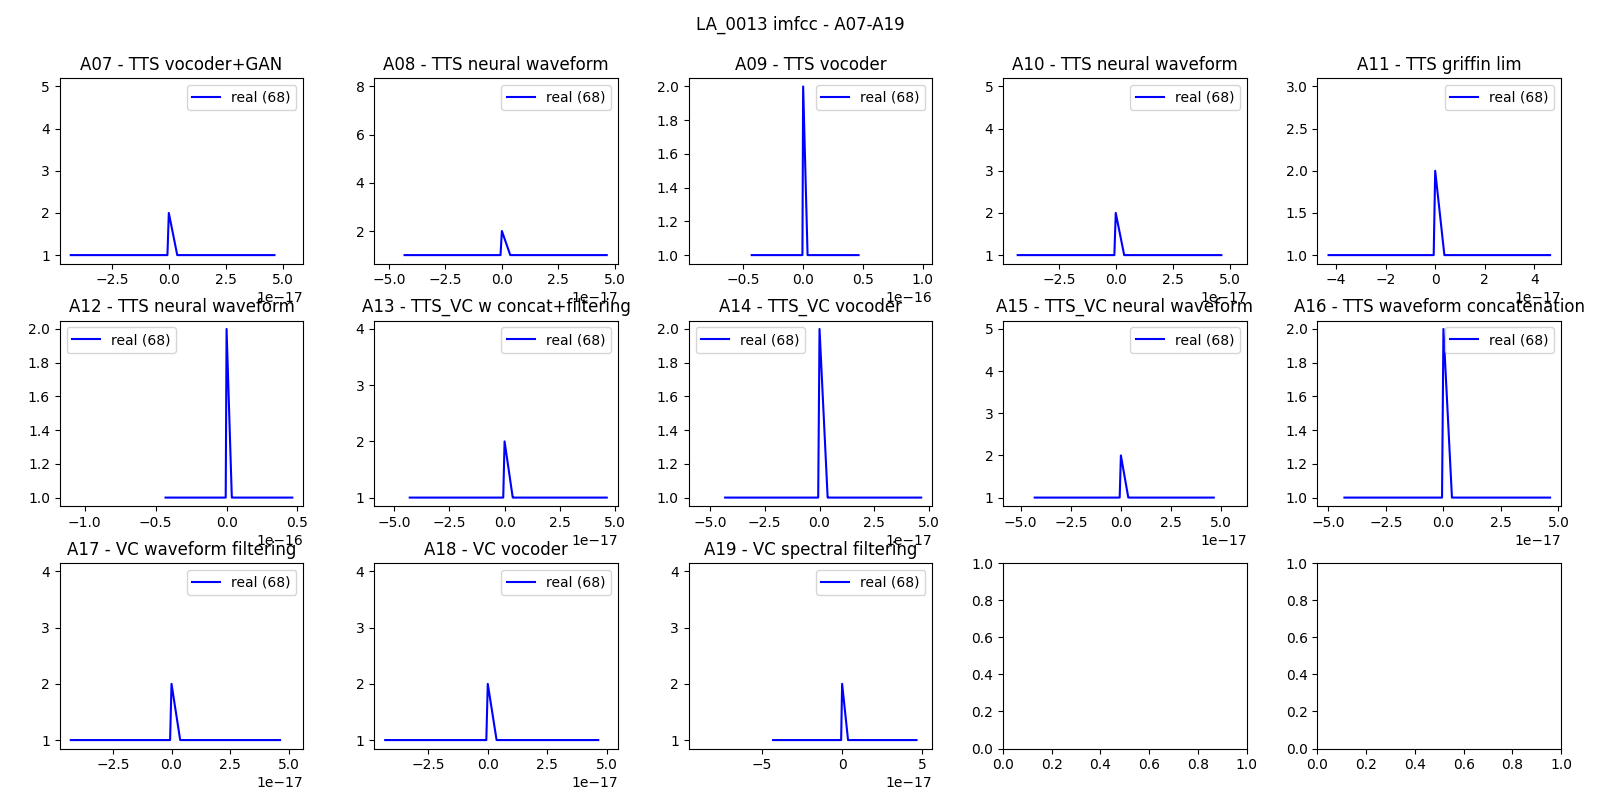 LA_0013 imfcc - A07-A19
A07 - TTS vocoder+GAN
A08 - TTS neural waveform
A09 - TTS vocoder
A10 - TTS neural waveform
A11 - TTS griffin lim
real (68)
real (68)
real (68)
real (68)
real (68)
5
4
3
2
1
8
6
4
2
2.0
1.8
1.6
1.4
1.2
1.0
5
4
3
2
1
3.0
2.5
2.0
1.5
1.0
−2.5 0.0 2.5 5.0
1e−17
−5.0 −2.5 0.0 2.5 5.0
1e−17
−0.5 0.0 0.5 1.0
1e−16
−2.5 0.0 2.5 5.0
1e−17
−4 −2 0 2 4
1e−17
A12 - TTS neural waveform
A13 - TTS_VC w concat+filtering
A14 - TTS_VC vocoder
A15 - TTS_VC neural waveform
A16 - TTS waveform concatenation
real (68)
real (68)
real (68)
real (68)
real (68)
2.0
1.8
1.6
1.4
1.2
1.0
4
3
2
1
2.0
1.8
1.6
1.4
1.2
1.0
5
4
3
2
1
2.0
1.8
1.6
1.4
1.2
1.0
−1.0 −0.5 0.0 0.5
1e−16
−5.0 −2.5 0.0 2.5 5.0
1e−17
−5.0 −2.5 0.0 2.5 5.0
1e−17
−5.0 −2.5 0.0 2.5 5.0
1e−17
−5.0 −2.5 0.0 2.5 5.0
1e−17
A17 - VC waveform filtering
A18 - VC vocoder
A19 - VC spectral filtering
real (68)
real (68)
real (68)
4
3
2
1
4
3
2
1
4
3
2
1
1.0
0.8
0.6
0.4
0.2
0.0
1.0
0.8
0.6
0.4
0.2
0.0
−2.5 0.0 2.5 5.0
1e−17
−2.5 0.0 2.5 5.0
1e−17
−5 0 5
1e−17
0.0 0.2 0.4 0.6 0.8 1.0
0.0 0.2 0.4 0.6 0.8 1.0